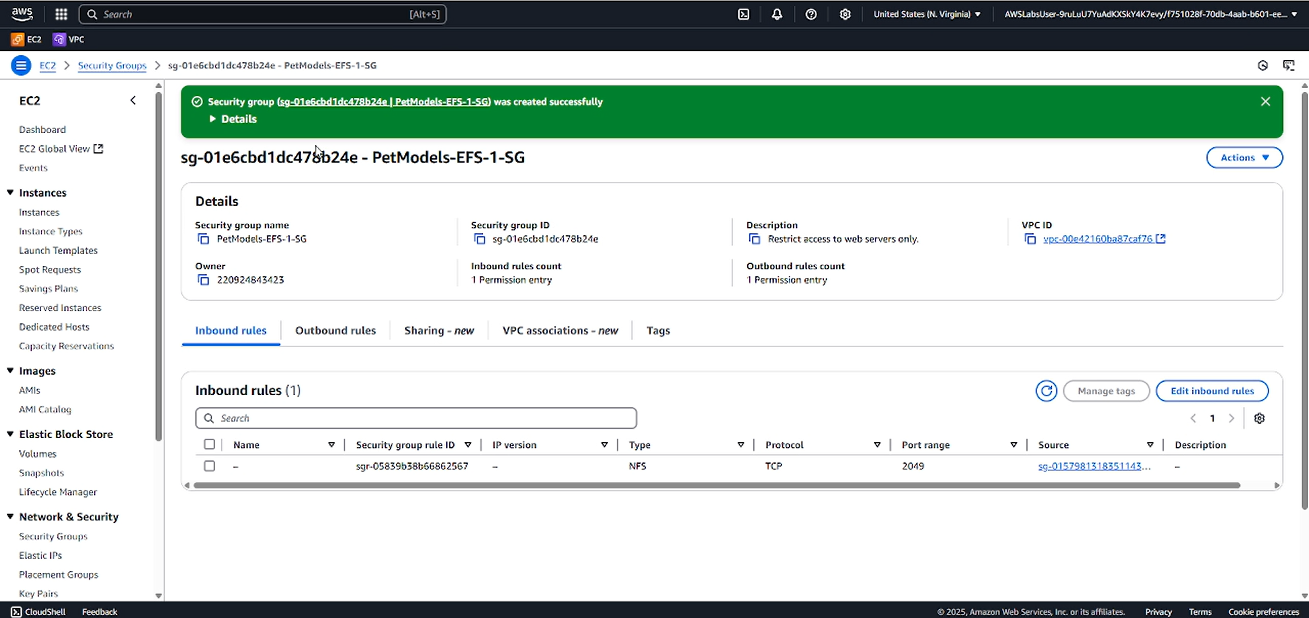 aws
Search [Alt+S]
United States (N. Virginia)
AWSLabsUser-9ruLuU7YuAdKXSkY4K7evy/f751028f-70db-4aab-b601-ee...
EC2 VPC
EC2 > Security Groups > sg-01e6cbd1dc478b24e - PetModels-EFS-1-SG
EC2
Dashboard
EC2 Global View
Events
Instances
Instances
Instance Types
Launch Templates
Spot Requests
Savings Plans
Reserved Instances
Dedicated Hosts
Capacity Reservations
Images
AMIs
AMI Catalog
Elastic Block Store
Volumes
Snapshots
Lifecycle Manager
Network & Security
Security Groups
Elastic IPs
Placement Groups
Key Pairs
Security group (sg-01e6cbd1dc478b24e | PetModels-EFS-1-SG) was created successfully
Details
sg-01e6cbd1dc478b24e - PetModels-EFS-1-SG
Actions
Details
Security group name
PetModels-EFS-1-SG
Security group ID
sg-01e6cbd1dc478b24e
Description
Restrict access to web servers only.
VPC ID
vpc-00e42160ba87caf76
Owner
220924843423
Inbound rules count
1 Permission entry
Outbound rules count
1 Permission entry
Inbound rules Outbound rules Sharing - new VPC associations - new Tags
Inbound rules (1)
Manage tags Edit inbound rules
Search
1
Name Security group rule ID IP version Type Protocol Port range Source Description
– sgr-05839b38b66862567 – NFS TCP 2049 sg-0157981318351143... –
CloudShell Feedback
© 2025, Amazon Web Services, Inc. or its affiliates. Privacy Terms Cookie preferences